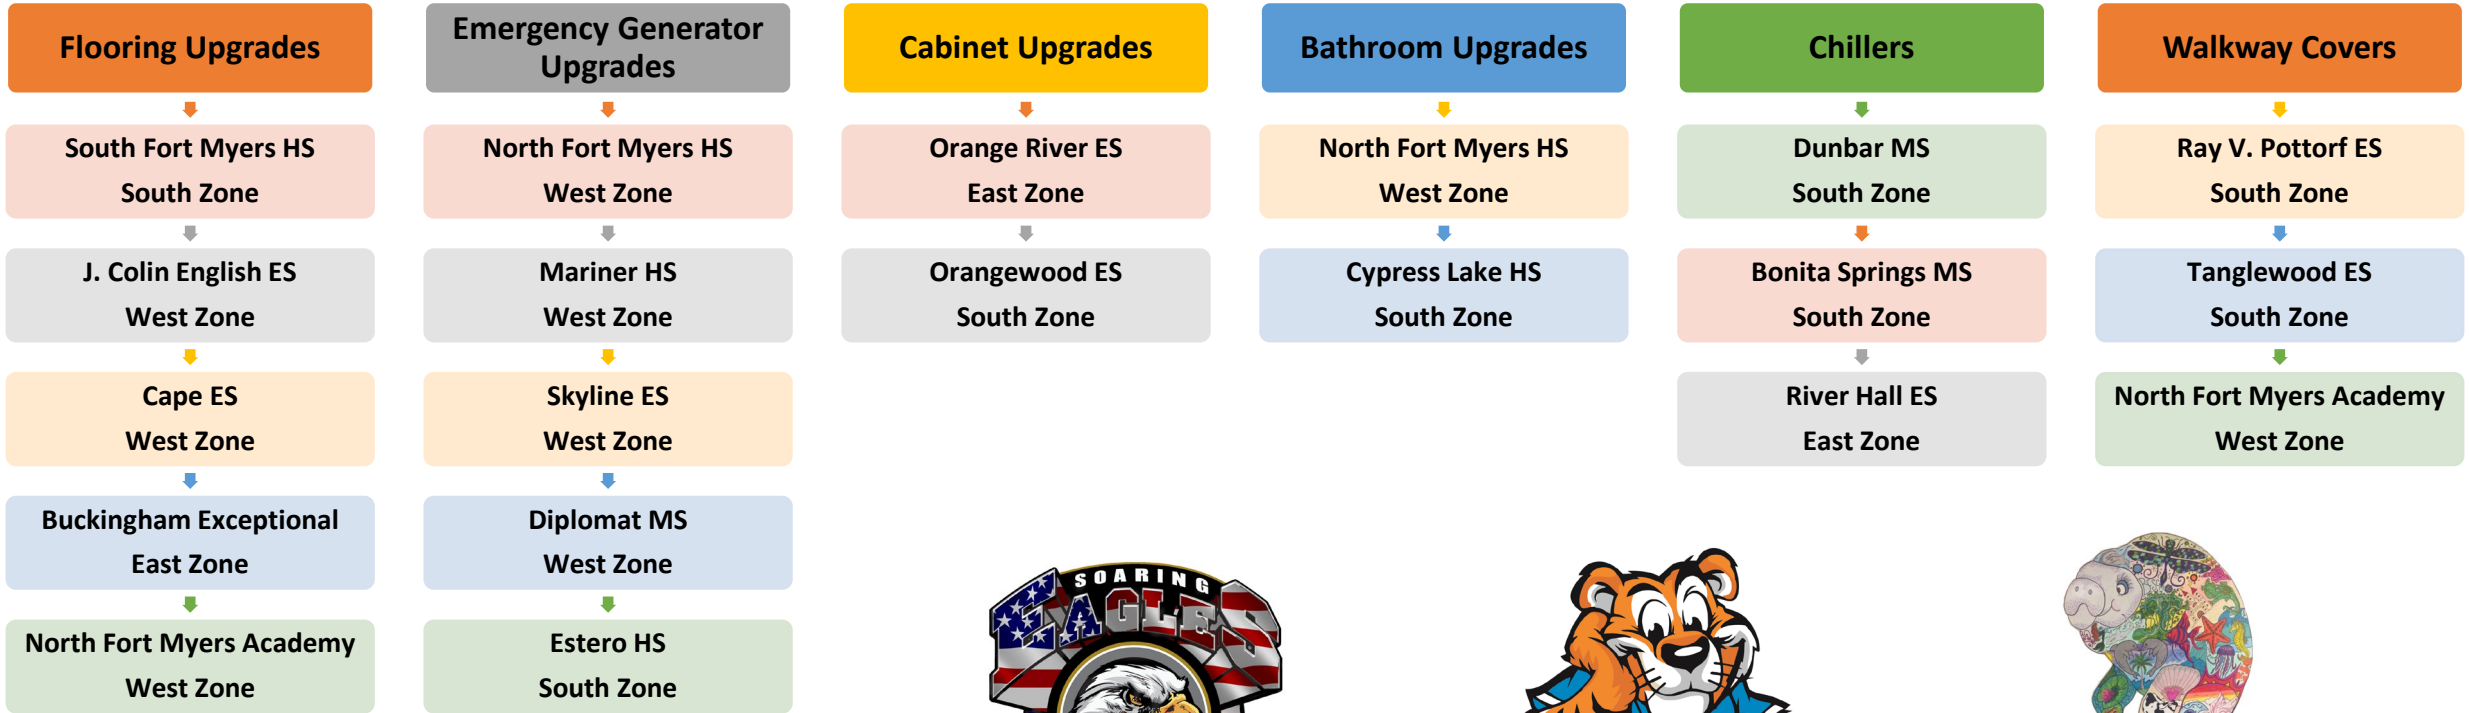 Flooring Upgrades
South Fort Myers HS
South Zone
J. Colin English ES
West Zone
Cape ES
West Zone
Buckingham Exceptional
East Zone
North Fort Myers Academy
West Zone
Emergency Generator
Upgrades
North Fort Myers HS
West Zone
Mariner HS
West Zone
Skyline ES
West Zone
Diplomat MS
West Zone
Estero HS
South Zone
Cabinet Upgrades
Orange River ES
East Zone
Orangewood ES
South Zone
Bathroom Upgrades
North Fort Myers HS
West Zone
Cypress Lake HS
South Zone
Chillers
Dunbar MS
South Zone
Bonita Springs MS
South Zone
River Hall ES
East Zone
Walkway Covers
Ray V. Pottorf ES
South Zone
Tanglewood ES
South Zone
North Fort Myers Academy
West Zone
SOARING
EAGLES